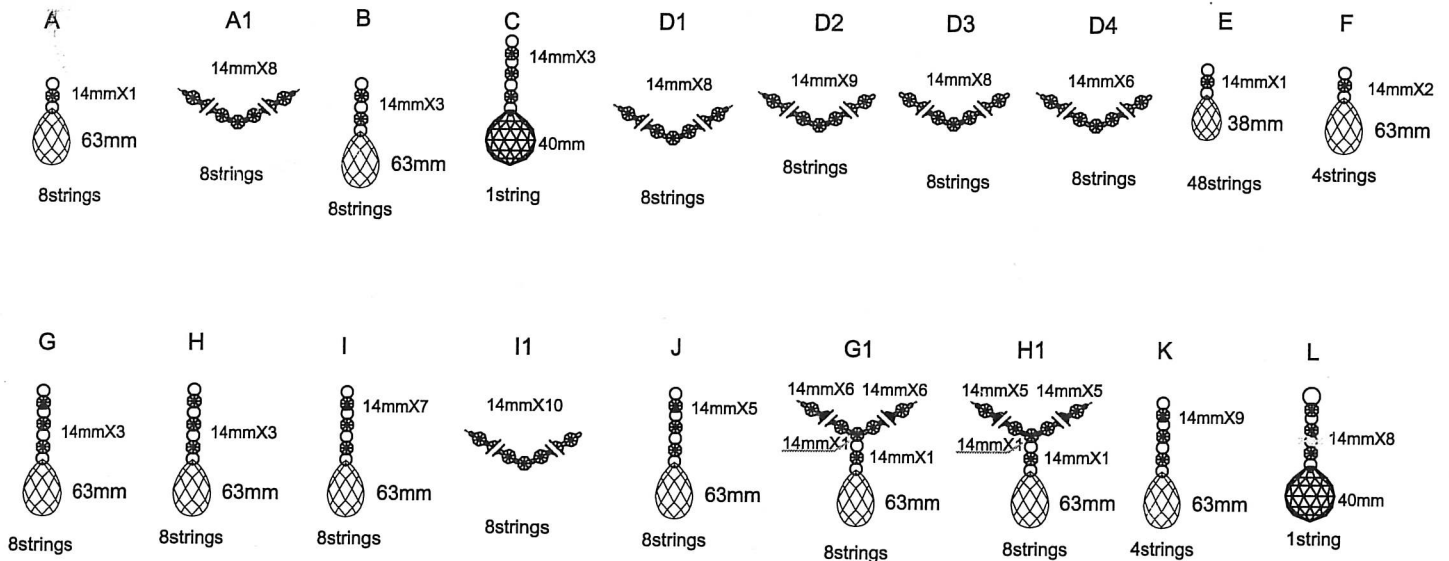 A
14mmX1
63mm
8strings
A1
14mmX8
8strings
B
14mmX3
63mm
8strings
C
14mmX3
40mm
1string
D1
14mmX8
8strings
D2
14mmX9
8strings
D3
14mmX8
8strings
D4
14mmX6
8strings
E
14mmX1
38mm
48strings
F
14mmX2
63mm
4strings
G
14mmX3
63mm
8strings
H
14mmX3
63mm
8strings
I
14mmX7
63mm
8strings
I1
14mmX10
8strings
J
14mmX5
63mm
8strings
G1
14mmX6 14mmX6
14mmX1
14mmX1
63mm
8strings
H1
14mmX5 14mmX5
14mmX1
14mmX1
63mm
8strings
K
14mmX9
63mm
4strings
L
14mmX8
40mm
1string